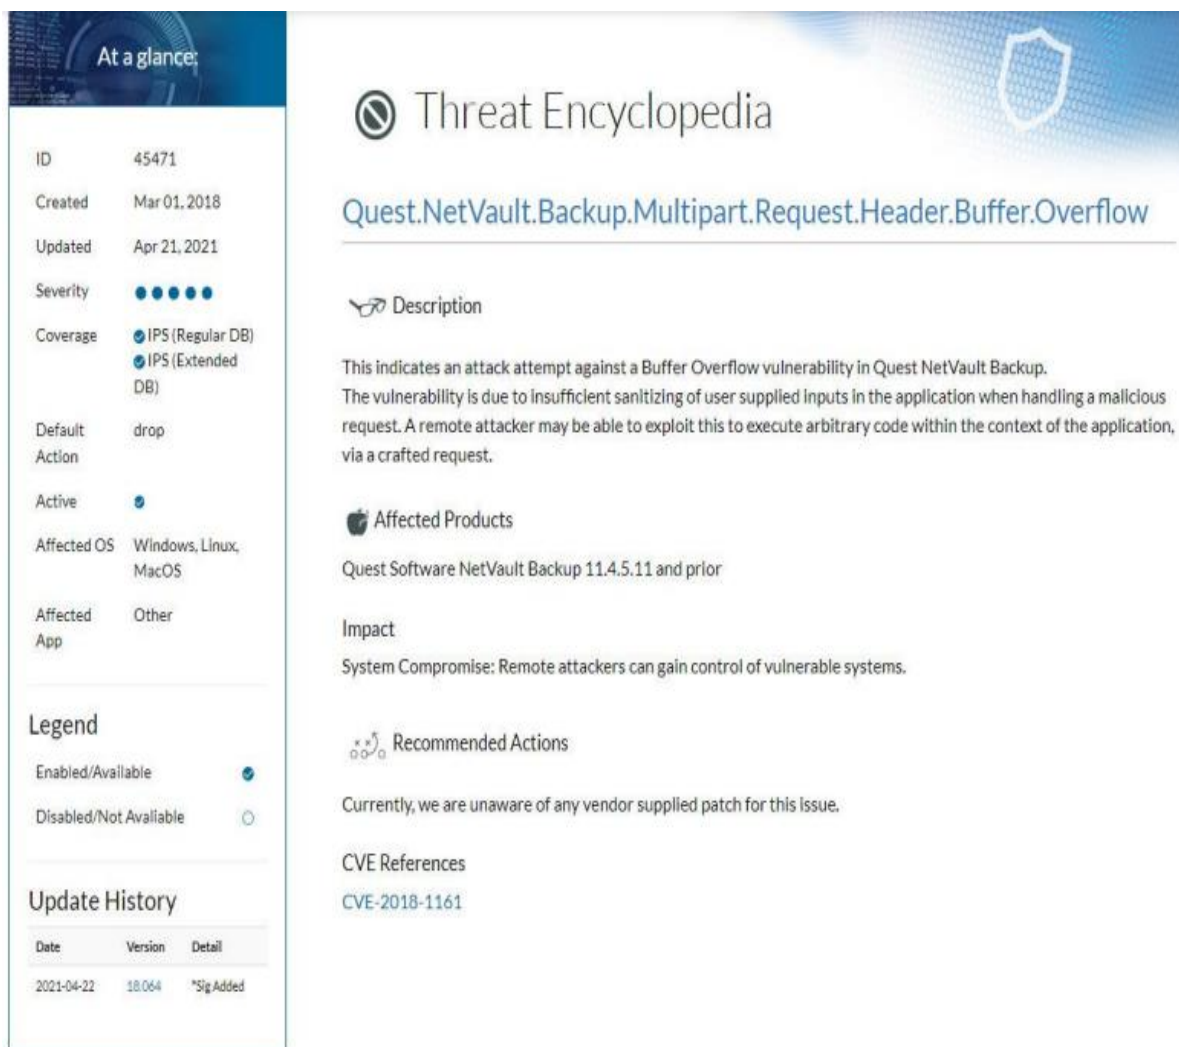 At a glance:
ID 45471
Created Mar 01, 2018
Updated Apr 21, 2021
Severity
Coverage IPS (Regular DB)
IPS (Extended
DB)
Default drop
Action
Active
Affected OS Windows, Linux,
MacOS
Affected Other
App
Legend
Enabled/Available
Disabled/Not Avaliable
Update History
Date Version Detail
2021-04-22 18.064 *Sig Added
Threat Encyclopedia
Quest.NetVault.Backup.Multipart.Request.Header.Buffer.Overflow
Description
This indicates an attack attempt against a Buffer Overflow vulnerability in Quest NetVault Backup.
The vulnerability is due to insufficient sanitizing of user supplied inputs in the application when handling a malicious
request. A remote attacker may be able to exploit this to execute arbitrary code within the context of the application,
via a crafted request.
Affected Products
Quest Software NetVault Backup 11.4.5.11 and prior
Impact
System Compromise: Remote attackers can gain control of vulnerable systems.
Recommended Actions
Currently, we are unaware of any vendor supplied patch for this issue.
CVE References
CVE-2018-1161